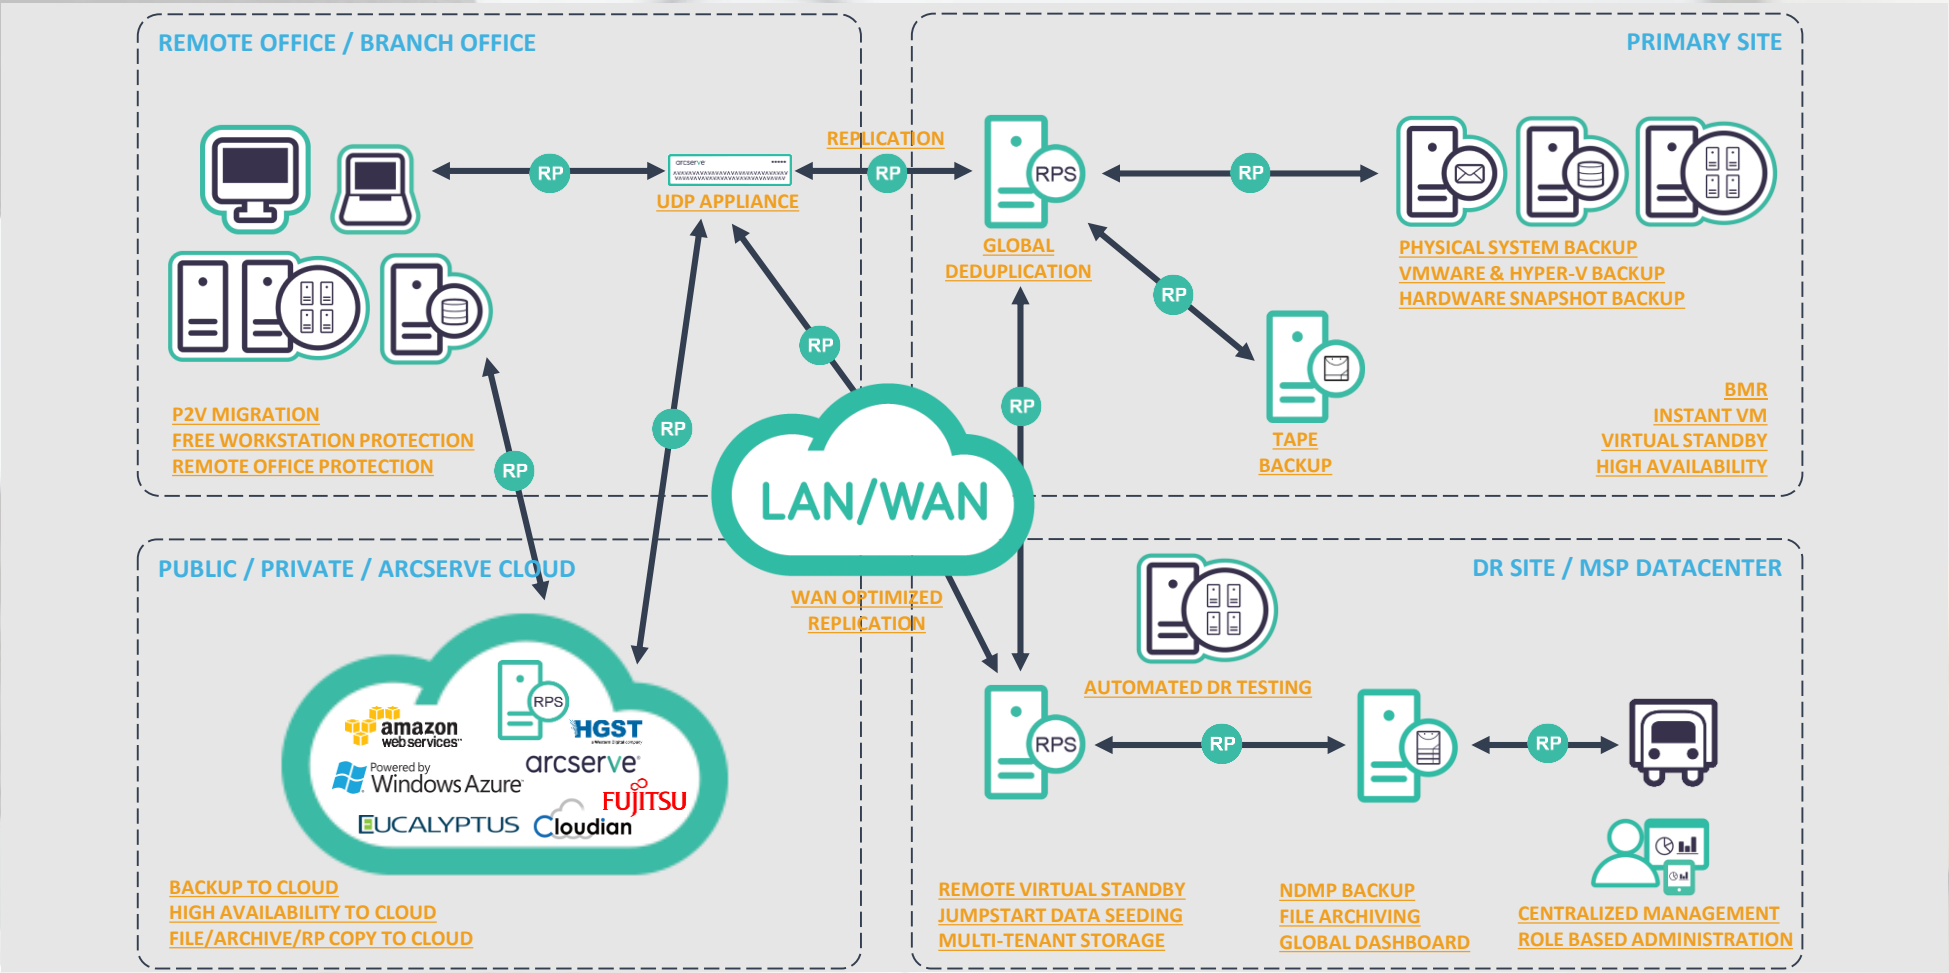 REMOTE OFFICE / BRANCH OFFICE
RP
arcserve
UDP APPLIANCE
REPLICATION
RP
P2V MIGRATION
FREE WORKSTATION PROTECTION
REMOTE OFFICE PROTECTION
RP
RP
RP
PRIMARY SITE
RPS
GLOBAL
DEDUPLICATION
RP
PHYSICAL SYSTEM BACKUP
VMWARE & HYPER-V BACKUP
HARDWARE SNAPSHOT BACKUP
RP
TAPE
BACKUP
BMR
INSTANT VM
VIRTUAL STANDBY
HIGH AVAILABILITY
RP
LAN/WAN
WAN OPTIMIZED
REPLICATION
PUBLIC / PRIVATE / ARCSERVE CLOUD
RPS
amazon
web services™
HGST
a Western Digital company
Powered by
Windows Azure
arcserve
FUJITSU
EUCALYPTUS
Cloudian
BACKUP TO CLOUD
HIGH AVAILABILITY TO CLOUD
FILE/ARCHIVE/RP COPY TO CLOUD
DR SITE / MSP DATACENTER
AUTOMATED DR TESTING
RPS
RP
RP
REMOTE VIRTUAL STANDBY
JUMPSTART DATA SEEDING
MULTI-TENANT STORAGE
NDMP BACKUP
FILE ARCHIVING
GLOBAL DASHBOARD
CENTRALIZED MANAGEMENT
ROLE BASED ADMINISTRATION